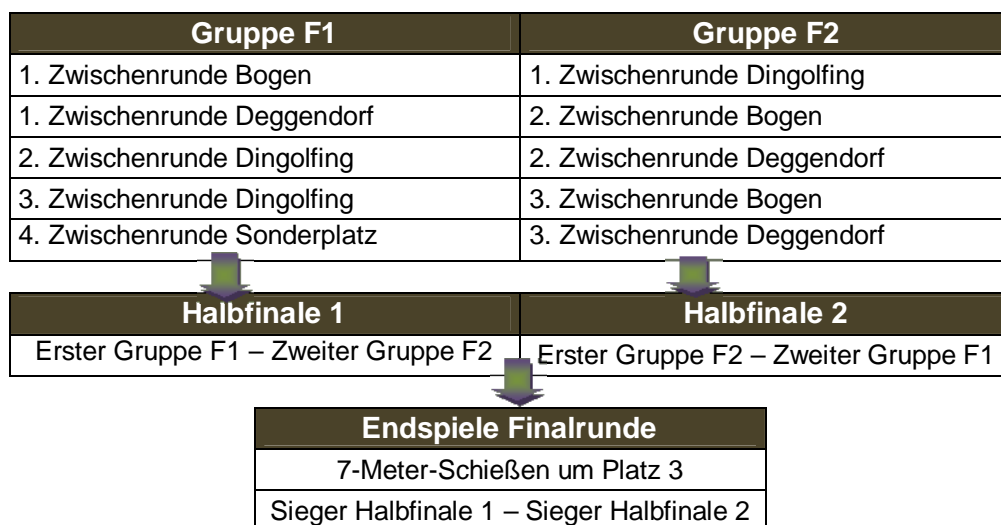 Gruppe F1 Gruppe F2
1. Zwischenrunde Bogen 1. Zwischenrunde Dingolfing
1. Zwischenrunde Deggendorf 2. Zwischenrunde Bogen
2. Zwischenrunde Dingolfing 2. Zwischenrunde Deggendorf
3. Zwischenrunde Dingolfing 3. Zwischenrunde Bogen
4. Zwischenrunde Sonderplatz 3. Zwischenrunde Deggendorf
Halbfinale 1 Halbfinale 2
Erster Gruppe F1 – Zweiter Gruppe F2 Erster Gruppe F2 – Zweiter Gruppe F1
Endspiele Finalrunde
7-Meter-Schießen um Platz 3
Sieger Halbfinale 1 – Sieger Halbfinale 2